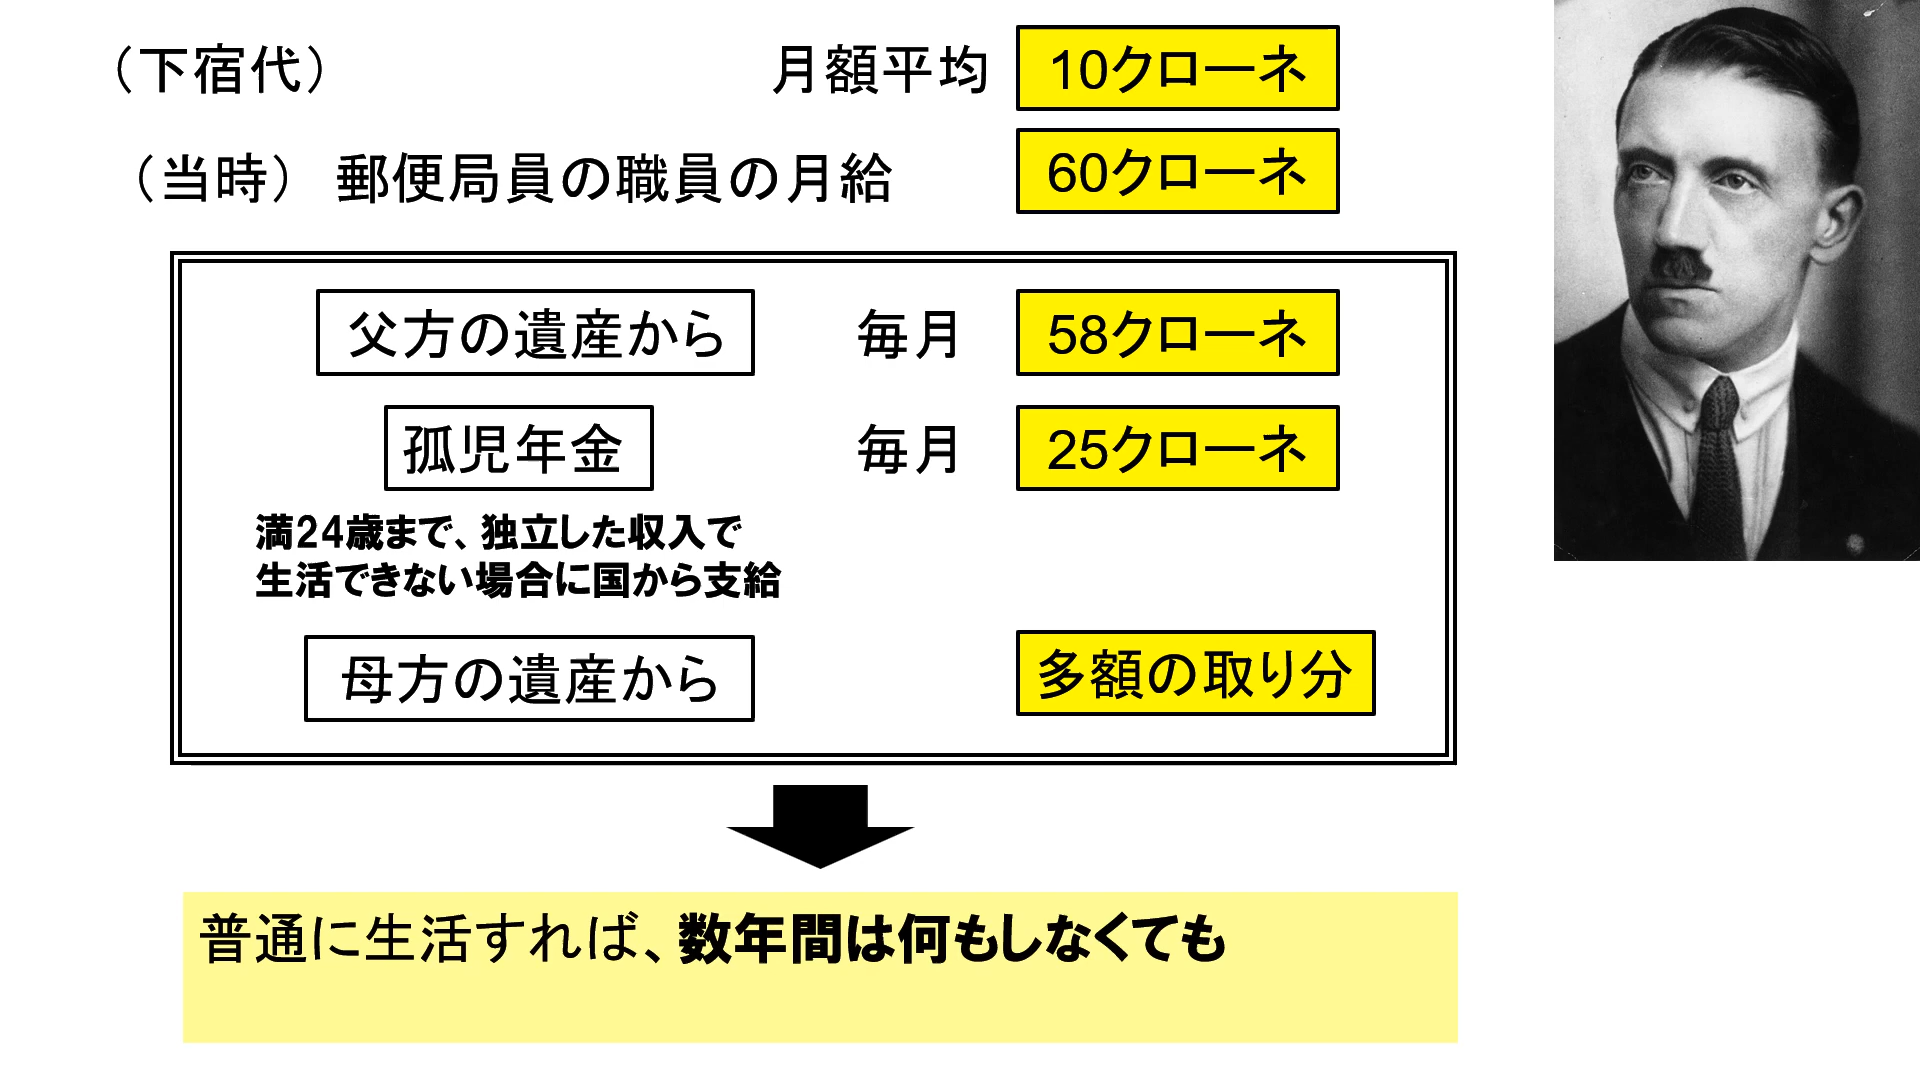 （下宿代） 月額平均 10クローネ
（当時） 郵便局員の職員の月給 60クローネ
父方の遺産から 毎月 58クローネ
孤児年金 毎月 25クローネ
満24歳まで、独立した収入で
生活できない場合に国から支給
母方の遺産から 多額の取り分
普通に生活すれば、数年間は何もしなくても